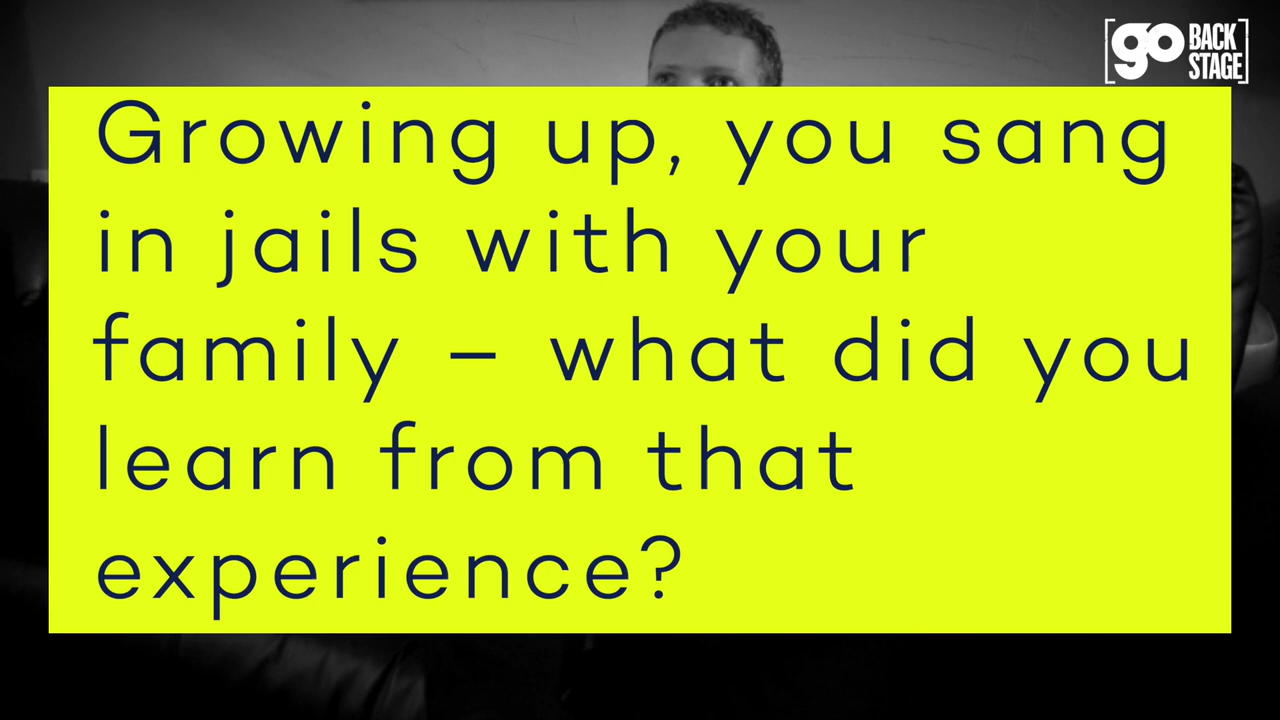 go BACK
STAGE
Growing up, you sang
in jails with your
family – what did you
learn from that
experience?